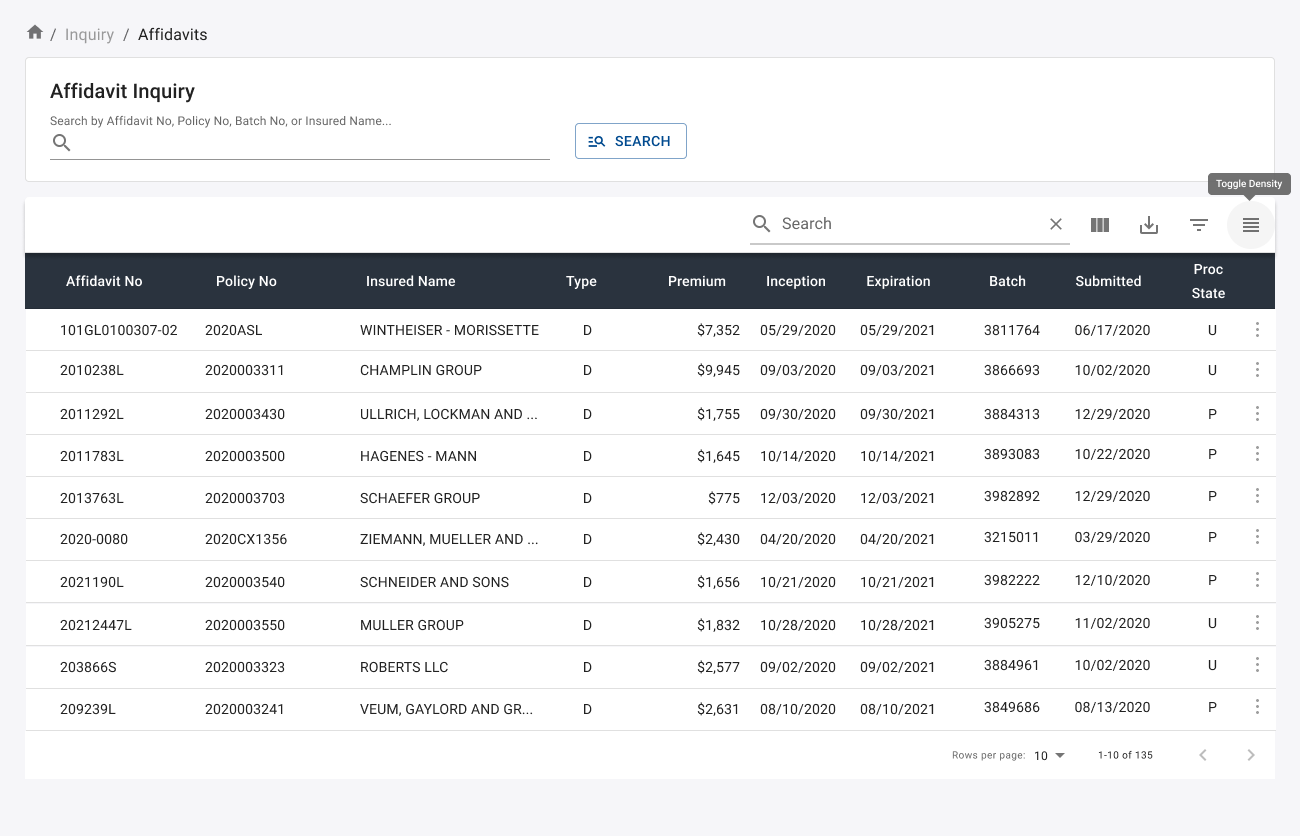 / Inquiry / Affidavits
Affidavit Inquiry
Search by Affidavit No, Policy No, Batch No, or Insured Name...
SEARCH
Toggle Density
Search
Affidavit No Policy No Insured Name Type Premium Inception Expiration Batch Submitted Proc State
101GL0100307-02 2020ASL WINTHEISER - MORISSETTE D $7,352 05/29/2020 05/29/2021 3811764 06/17/2020 U
2010238L 2020003311 CHAMPLIN GROUP D $9,945 09/03/2020 09/03/2021 3866693 10/02/2020 U
2011292L 2020003430 ULLRICH, LOCKMAN AND ... D $1,755 09/30/2020 09/30/2021 3884313 12/29/2020 P
2011783L 2020003500 HAGENES - MANN D $1,645 10/14/2020 10/14/2021 3893083 10/22/2020 P
2013763L 2020003703 SCHAEFER GROUP D $775 12/03/2020 12/03/2021 3982892 12/29/2020 P
2020-0080 2020CX1356 ZIEMANN, MUELLER AND ... D $2,430 04/20/2020 04/20/2021 3215011 03/29/2020 P
2021190L 2020003540 SCHNEIDER AND SONS D $1,656 10/21/2020 10/21/2021 3982222 12/10/2020 P
20212447L 2020003550 MULLER GROUP D $1,832 10/28/2020 10/28/2021 3905275 11/02/2020 U
203866S 2020003323 ROBERTS LLC D $2,577 09/02/2020 09/02/2021 3884961 10/02/2020 U
209239L 2020003241 VEUM, GAYLORD AND GR... D $2,631 08/10/2020 08/10/2021 3849686 08/13/2020 P
Rows per page: 10 1-10 of 135